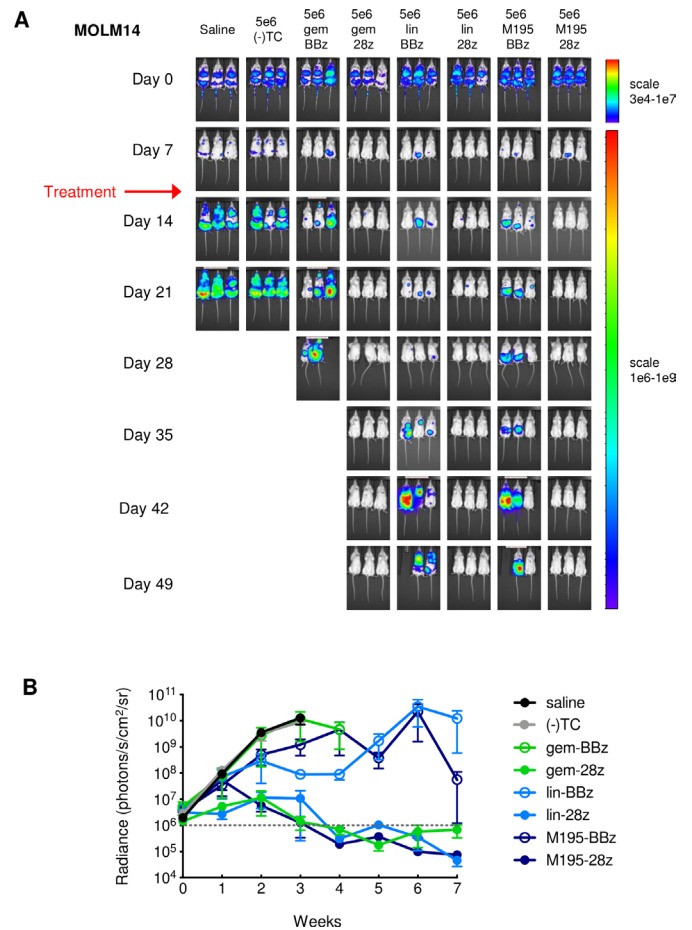 A
MOLM14
Saline
5e6
(-)TC
5e6
gem
BBz
5e6
gem
28z
5e6
lin
BBz
5e6
lin
28z
5e6
M195
BBz
5e6
M195
28z
Day 0
scale
3e4-1e7
Day 7
Treatment
Day 14
Day 21
Day 28
scale
1e6-1e9
Day 35
Day 42
Day 49
B
Radiance (photons/s/cm²/sr)
10¹¹
10¹⁰
10⁹
10⁸
10⁷
10⁶
10⁵
10⁴
0 1 2 3 4 5 6 7
Weeks
saline
(-)TC
gem-BBz
gem-28z
lin-BBz
lin-28z
M195-BBz
M195-28z